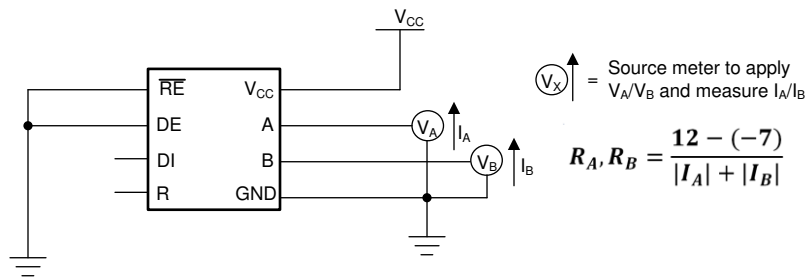 V_CC
R̅E̅ V_CC
DE A
DI B
R GND
V_A I_A
V_B I_B
V_X = Source meter to apply
V_A/V_B and measure I_A/I_B
R_A, R_B = \frac{12 - (-7)}{|I_A| + |I_B|}